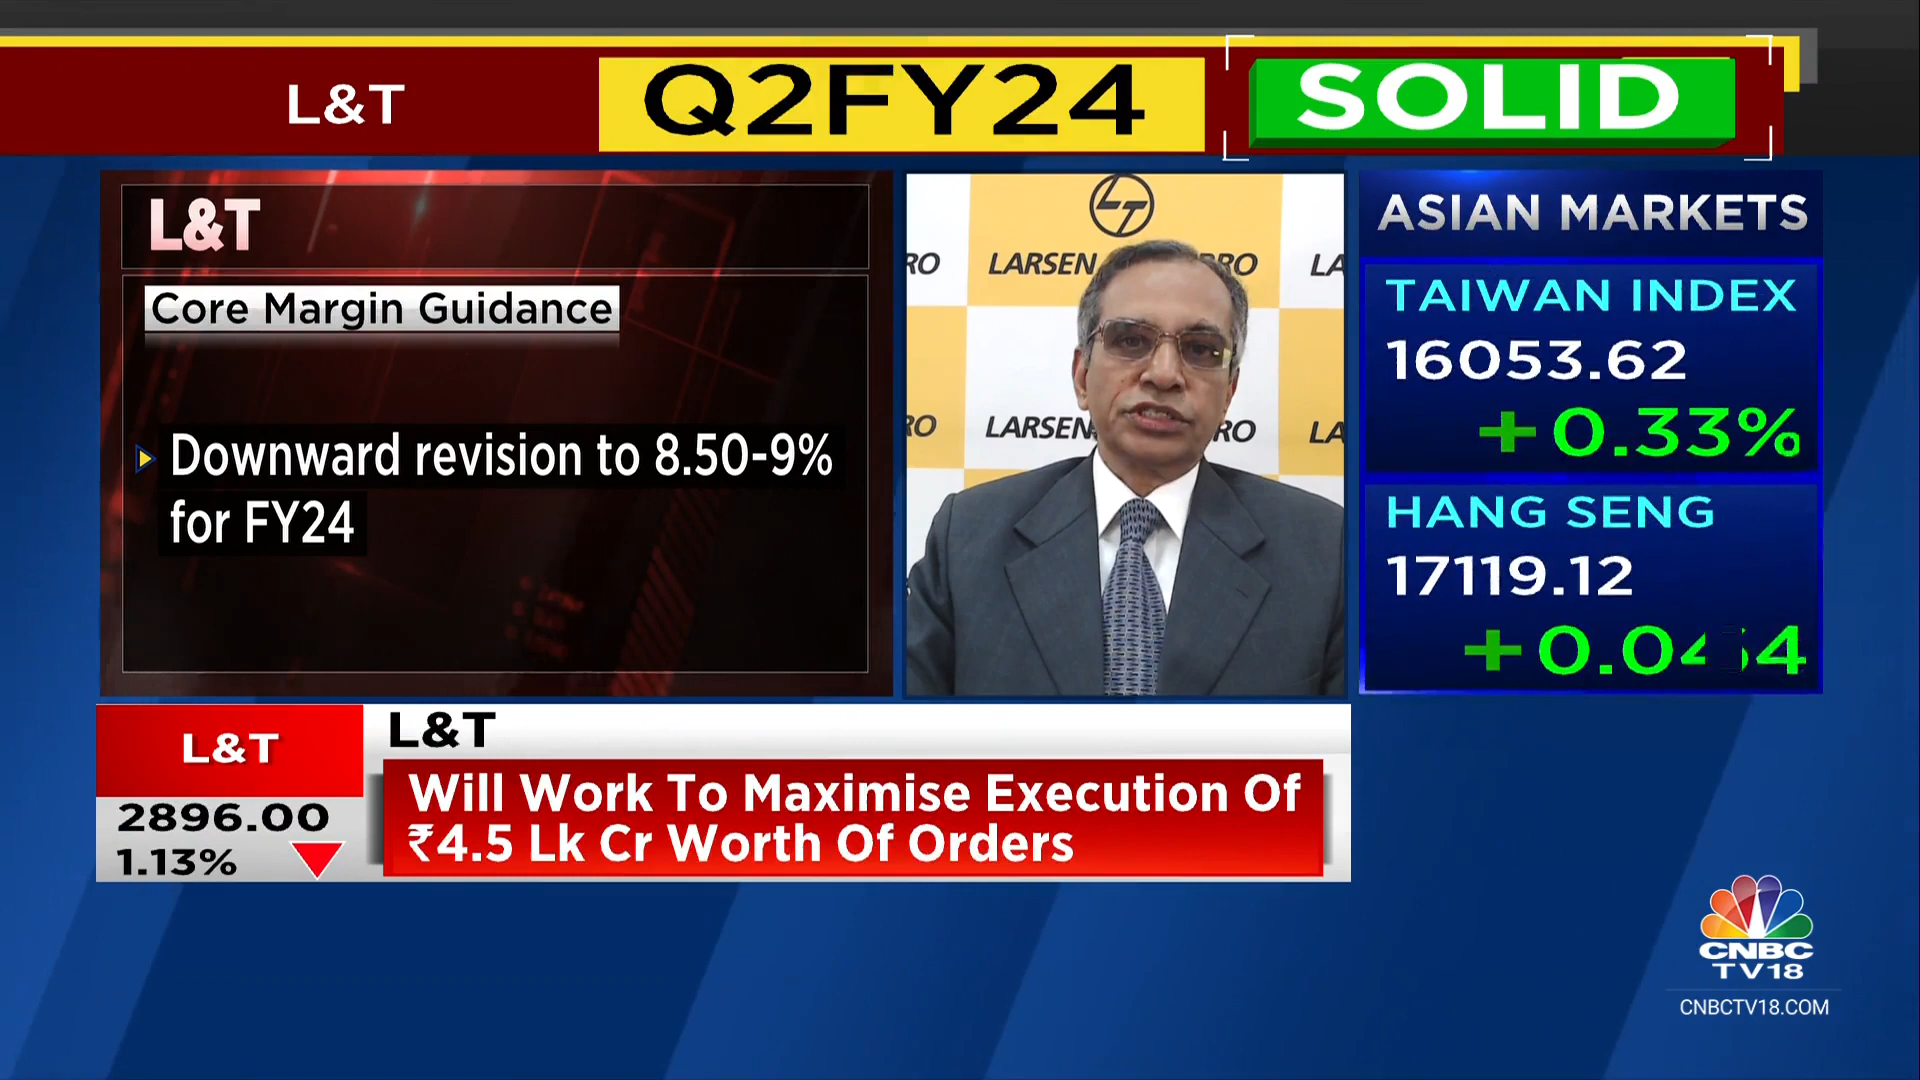 L&T
Q2FY24
SOLID
L&T
Core Margin Guidance
Downward revision to 8.50-9%
for FY24
LT
RO
LARSEN
BRO
LA
RO
LARSEN
RO
LA
ASIAN MARKETS
TAIWAN INDEX
16053.62
+0.33%
HANG SENG
17119.12
L&T
2896.00
1.13%
L&T
Will Work To Maximise Execution Of
₹4.5 Lk Cr Worth Of Orders
CNBC
TV18
CNBCTV18.COM